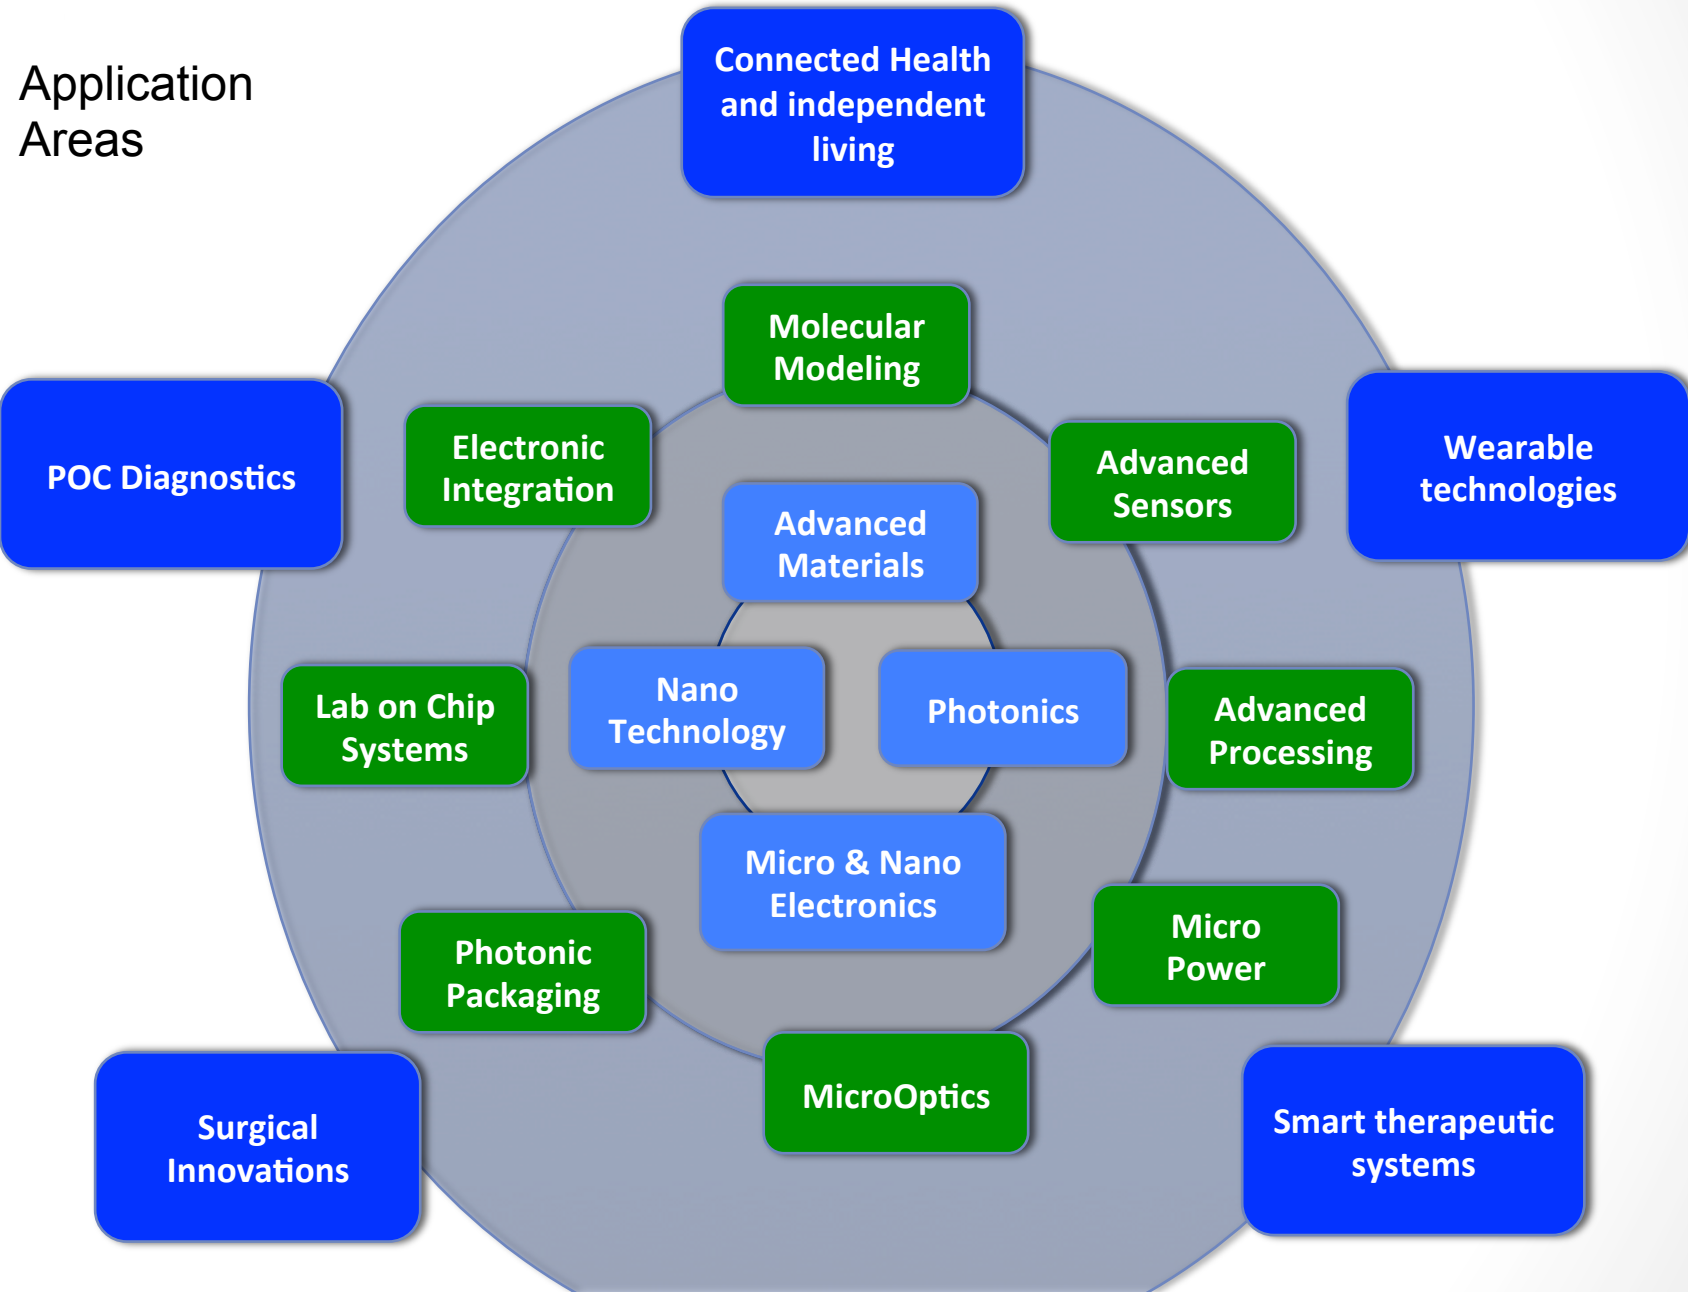 Application
Areas
Connected Health
and independent
living
Molecular
Modeling
POC Diagnostics
Electronic
Integration
Advanced
Sensors
Wearable
technologies
Advanced
Materials
Lab on Chip
Systems
Nano
Technology
Photonics
Advanced
Processing
Micro & Nano
Electronics
Photonic
Packaging
Micro
Power
MicroOptics
Surgical
Innovations
Smart therapeutic
systems